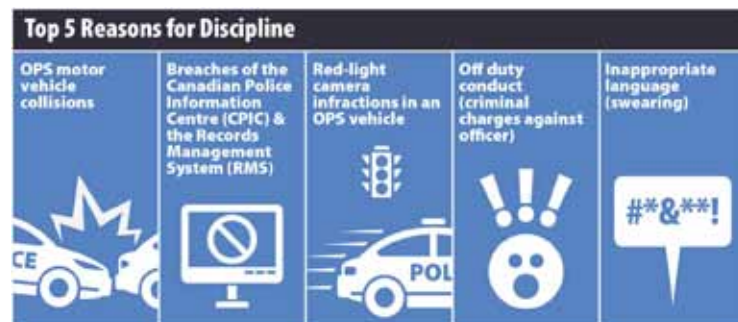 Top 5 Reasons for Discipline
OPS motor
vehicle
collisions
Breaches of the
Canadian Police
Information
Centre (CPIC) &
the Records
Management
System (RMS)
Red-light
camera
infractions in an
OPS vehicle
Off duty
conduct
(criminal
charges against
officer)
Inappropriate
language
(swearing)
CE
POL
!!!
#*&**!